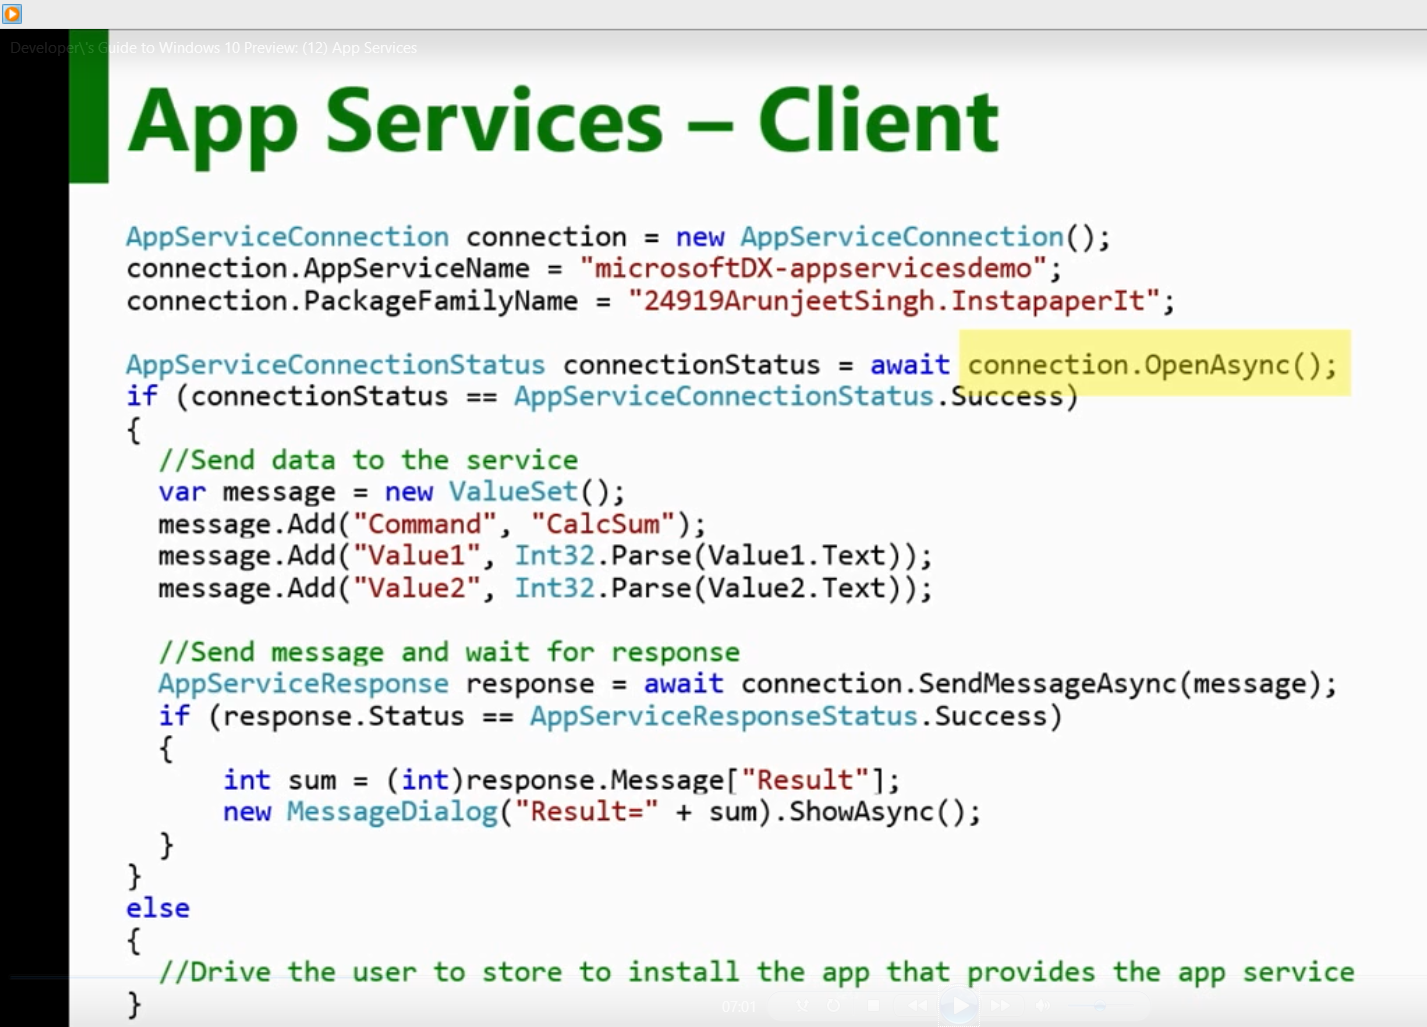 Developer\'s Guide to Windows 10 Preview: (12) App Services
App Services – Client
AppServiceConnection connection = new AppServiceConnection();
connection.AppServiceName = "microsoftDX-appservicesdemo";
connection.PackageFamilyName = "24919ArunjeetSingh.InstapaperIt";
AppServiceConnectionStatus connectionStatus = await connection.OpenAsync();
if (connectionStatus == AppServiceConnectionStatus.Success)
{
//Send data to the service
var message = new ValueSet();
message.Add("Command", "CalcSum");
message.Add("Value1", Int32.Parse(Value1.Text));
message.Add("Value2", Int32.Parse(Value2.Text));
//Send message and wait for response
AppServiceResponse response = await connection.SendMessageAsync(message);
if (response.Status == AppServiceResponseStatus.Success)
{
int sum = (int)response.Message["Result"];
new MessageDialog("Result=" + sum).ShowAsync();
}
}
else
{
//Drive the user to store to install the app that provides the app service
}
07:01